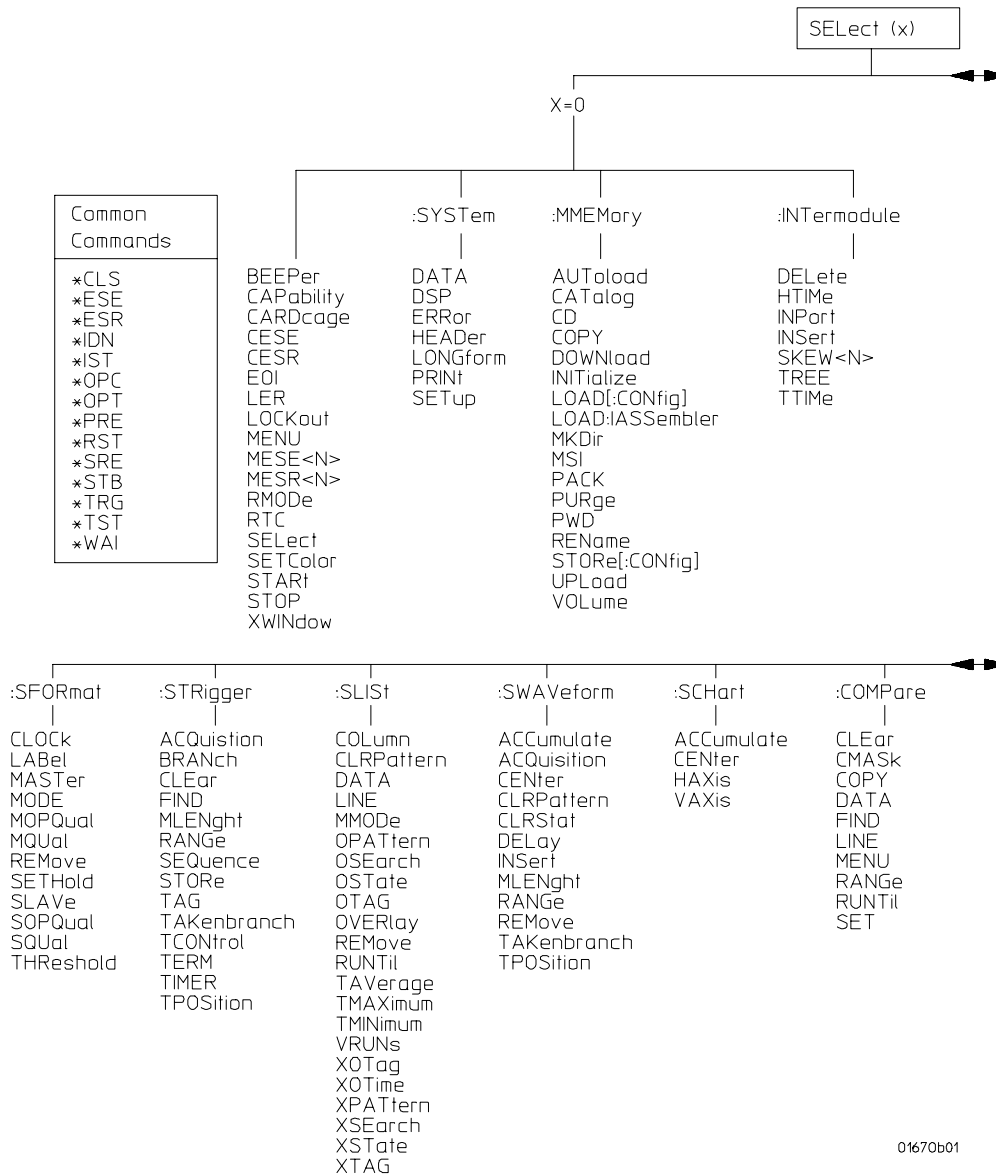 SELect (x)
X=0
Common
Commands
*CLS
*ESE
*ESR
*IDN
*IST
*OPC
*OPT
*PRE
*RST
*SRE
*STB
*TRG
*TST
*WAI
BEEPer
CAPability
CARDcage
CESE
CESR
EOI
LER
LOCKout
MENU
MESE<N>
MESR<N>
RMODe
RTC
SELect
SETColor
STARt
STOP
XWINdow
:SYSTem
DATA
DSP
ERRor
HEADer
LONGform
PRINt
SETup
:MMEMory
AUToload
CATalog
CD
COPY
DOWNload
INITialize
LOAD[:CONfig]
LOAD:IASSembler
MKDir
MSI
PACK
PURge
PWD
REName
STORe[:CONfig]
UPLoad
VOLume
:INTermodule
DELete
HTIMe
INPort
INSert
SKEW<N>
TREE
TTIMe
:SFORmat
CLOCk
LABel
MASTer
MODE
MOPQual
MQUal
REMove
SETHold
SLAVe
SOPQual
SQUal
THReshold
:STRigger
ACQuistion
BRANch
CLEar
FIND
MLENght
RANGe
SEQuence
STORe
TAG
TAKenbranch
TCONtrol
TERM
TIMER
TPOSition
:SLISt
COLumn
CLRPattern
DATA
LINE
MMODe
OPATtern
OSEarch
OSTate
OTAG
OVERlay
REMove
RUNTil
TAVerage
TMAXimum
TMINimum
VRUNs
XOTag
XOTime
XPATtern
XSEarch
XSTate
XTAG
:SWAVeform
ACCumulate
ACQuisition
CENter
CLRPattern
CLRStat
DELay
INSert
MLENght
RANGe
REMove
TAKenbranch
TPOSition
:SCHart
ACCumulate
CENter
HAXis
VAXis
:COMPare
CLEar
CMASk
COPY
DATA
FIND
LINE
MENU
RANGe
RUNTil
SET
01670b01